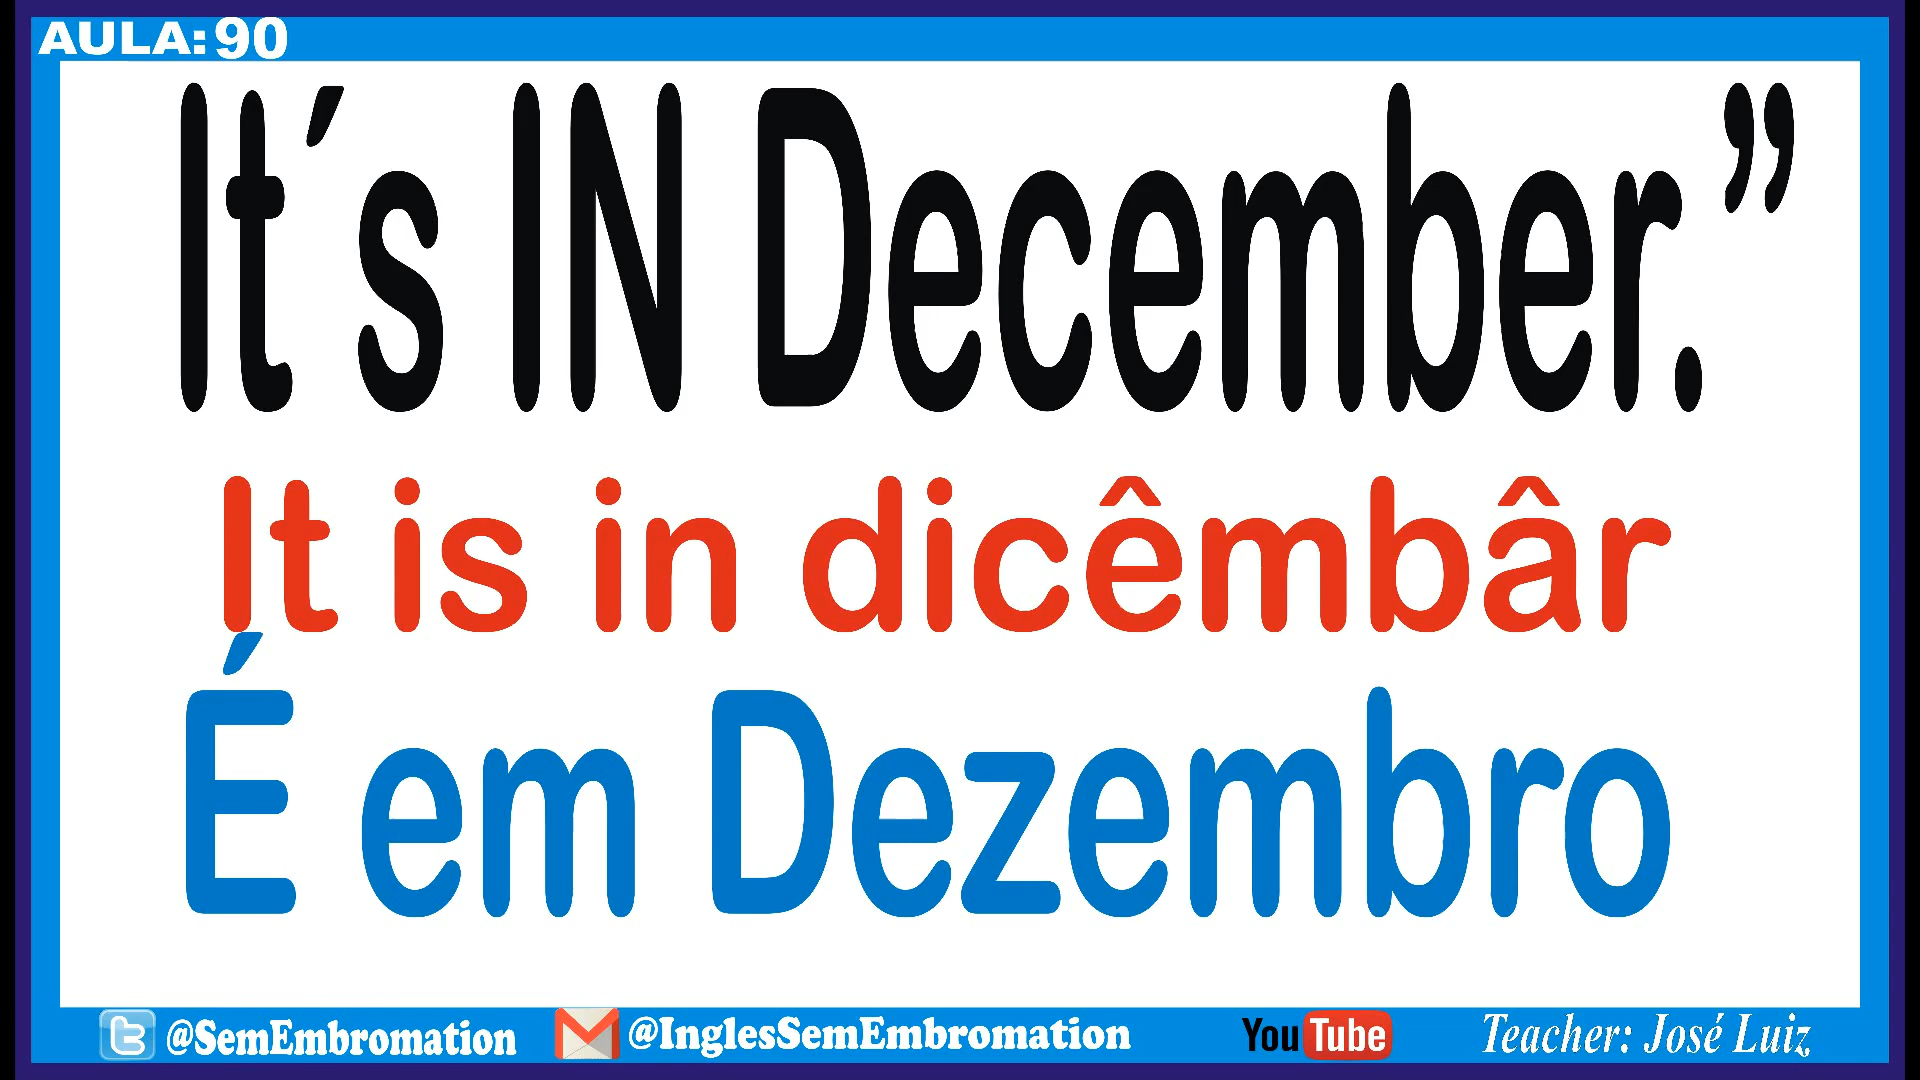 AULA: 90
It´s IN December.”
It is in dicêmbâr
É em Dezembro
@SemEmbromation @InglesSemEmbromation YouTube Teacher: José Luiz